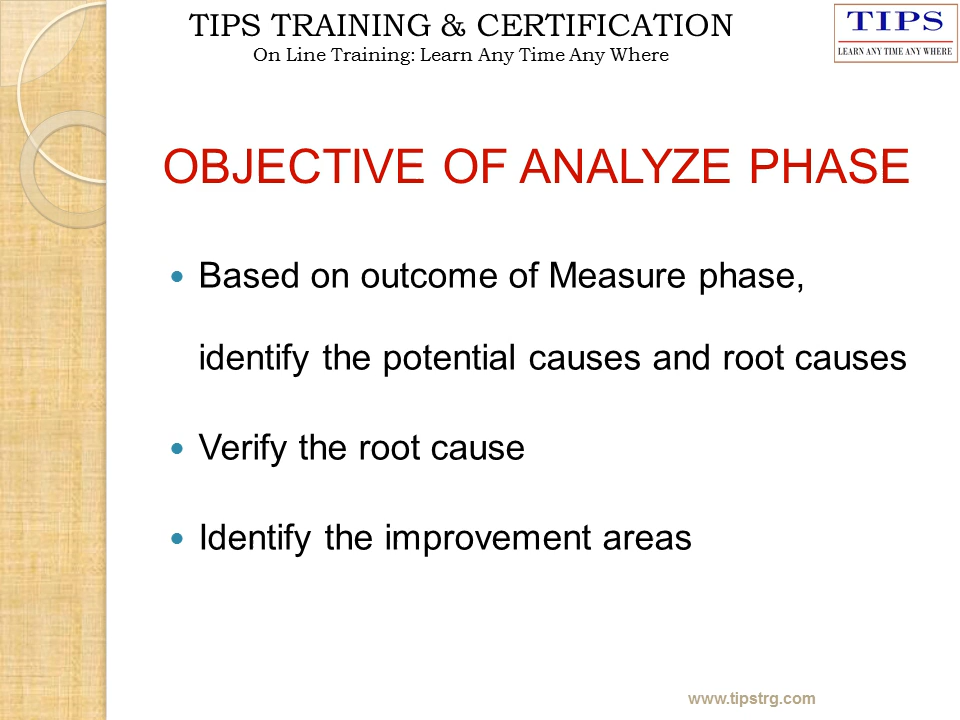 TIPS TRAINING & CERTIFICATION
On Line Training: Learn Any Time Any Where
TIPS
LEARN ANY TIME ANY WHERE
OBJECTIVE OF ANALYZE PHASE
Based on outcome of Measure phase,
identify the potential causes and root causes
Verify the root cause
Identify the improvement areas
www.tipstrg.com